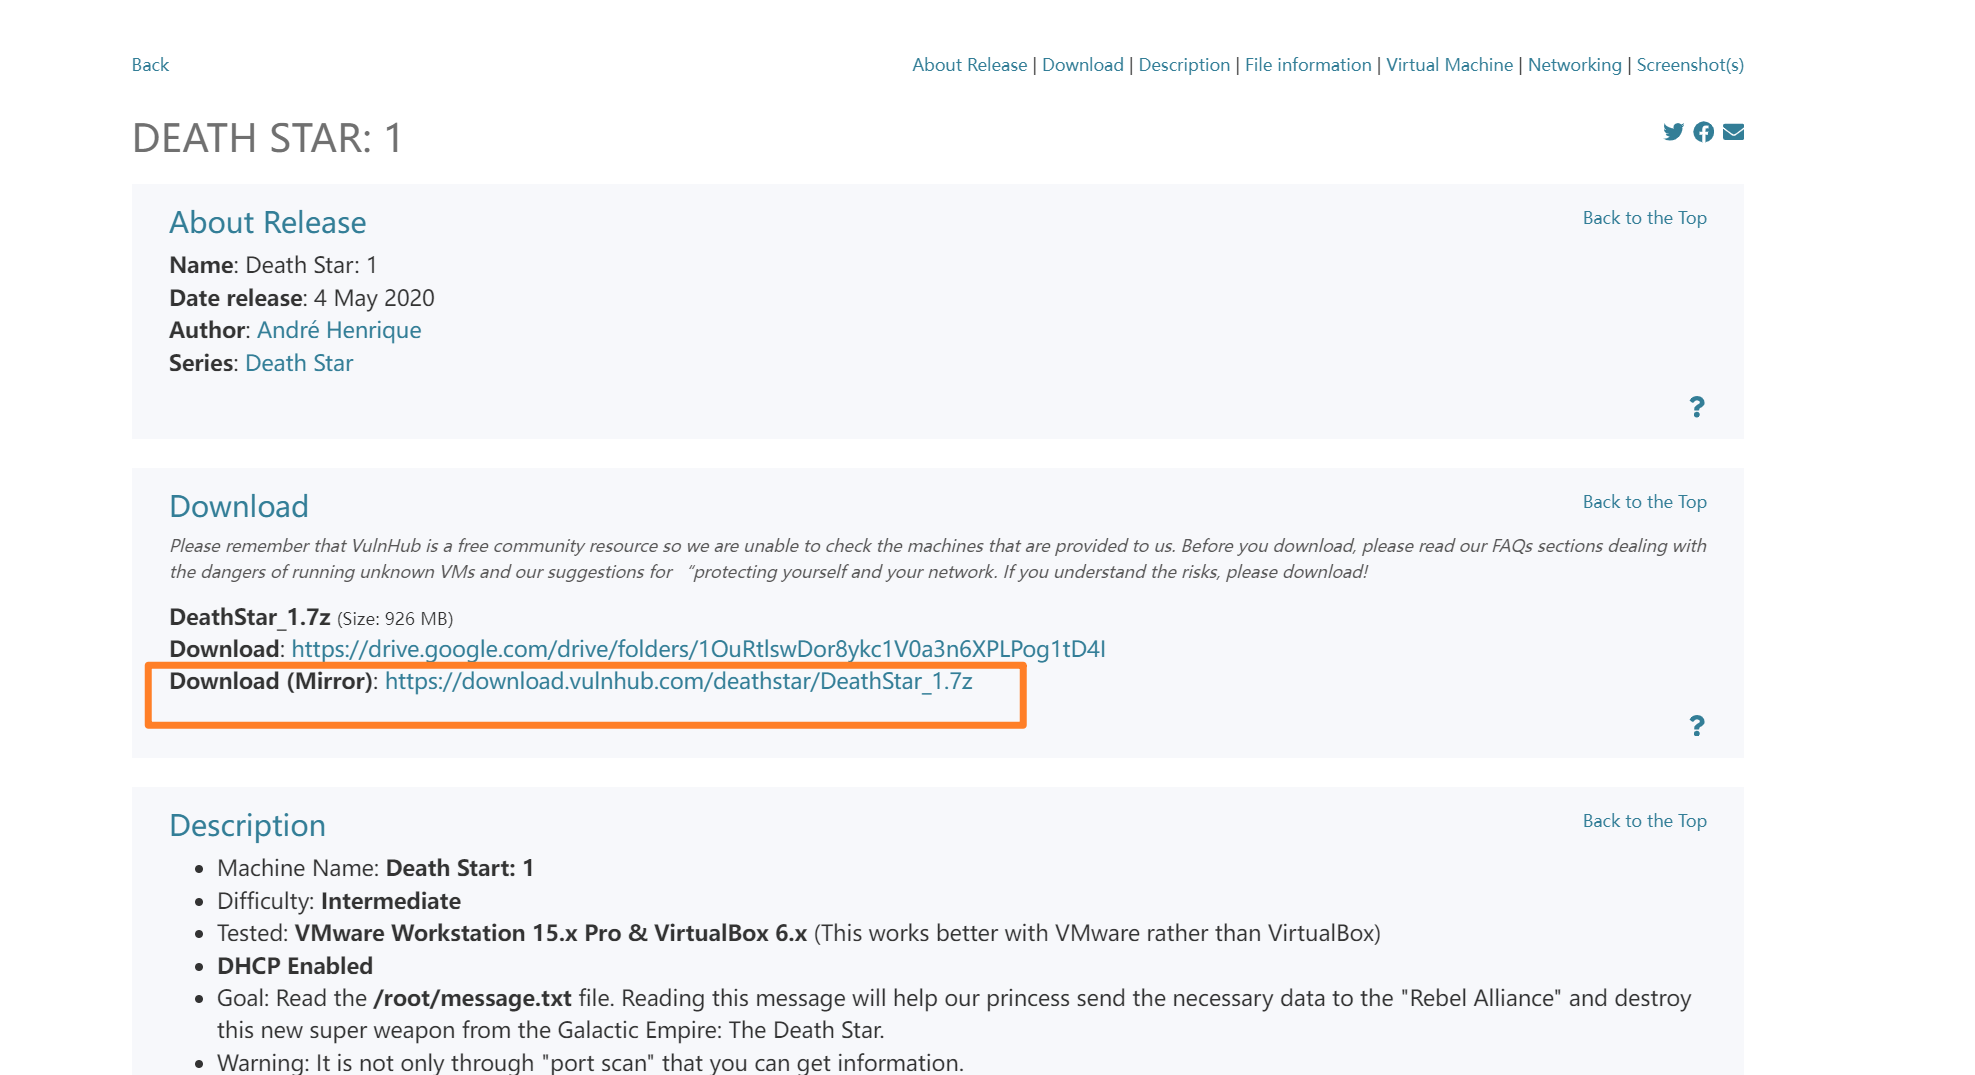 Back
About Release | Download | Description | File information | Virtual Machine | Networking | Screenshot(s)
DEATH STAR: 1
About Release
Back to the Top
Name: Death Star: 1
Date release: 4 May 2020
Author: André Henrique
Series: Death Star
?
Download
Back to the Top
Please remember that VulnHub is a free community resource so we are unable to check the machines that are provided to us. Before you download, please read our FAQs sections dealing with
the dangers of running unknown VMs and our suggestions for “protecting yourself and your network. If you understand the risks, please download!
DeathStar_1.7z (Size: 926 MB)
Download: https://drive.google.com/drive/folders/1OuRtlswDor8ykc1V0a3n6XPLPog1tD4I
Download (Mirror): https://download.vulnhub.com/deathstar/DeathStar_1.7z
?
Description
Back to the Top
• Machine Name: Death Start: 1
• Difficulty: Intermediate
• Tested: VMware Workstation 15.x Pro & VirtualBox 6.x (This works better with VMware rather than VirtualBox)
• DHCP Enabled
• Goal: Read the /root/message.txt file. Reading this message will help our princess send the necessary data to the "Rebel Alliance" and destroy
this new super weapon from the Galactic Empire: The Death Star.
• Warning: It is not only through "port scan" that you can get information.